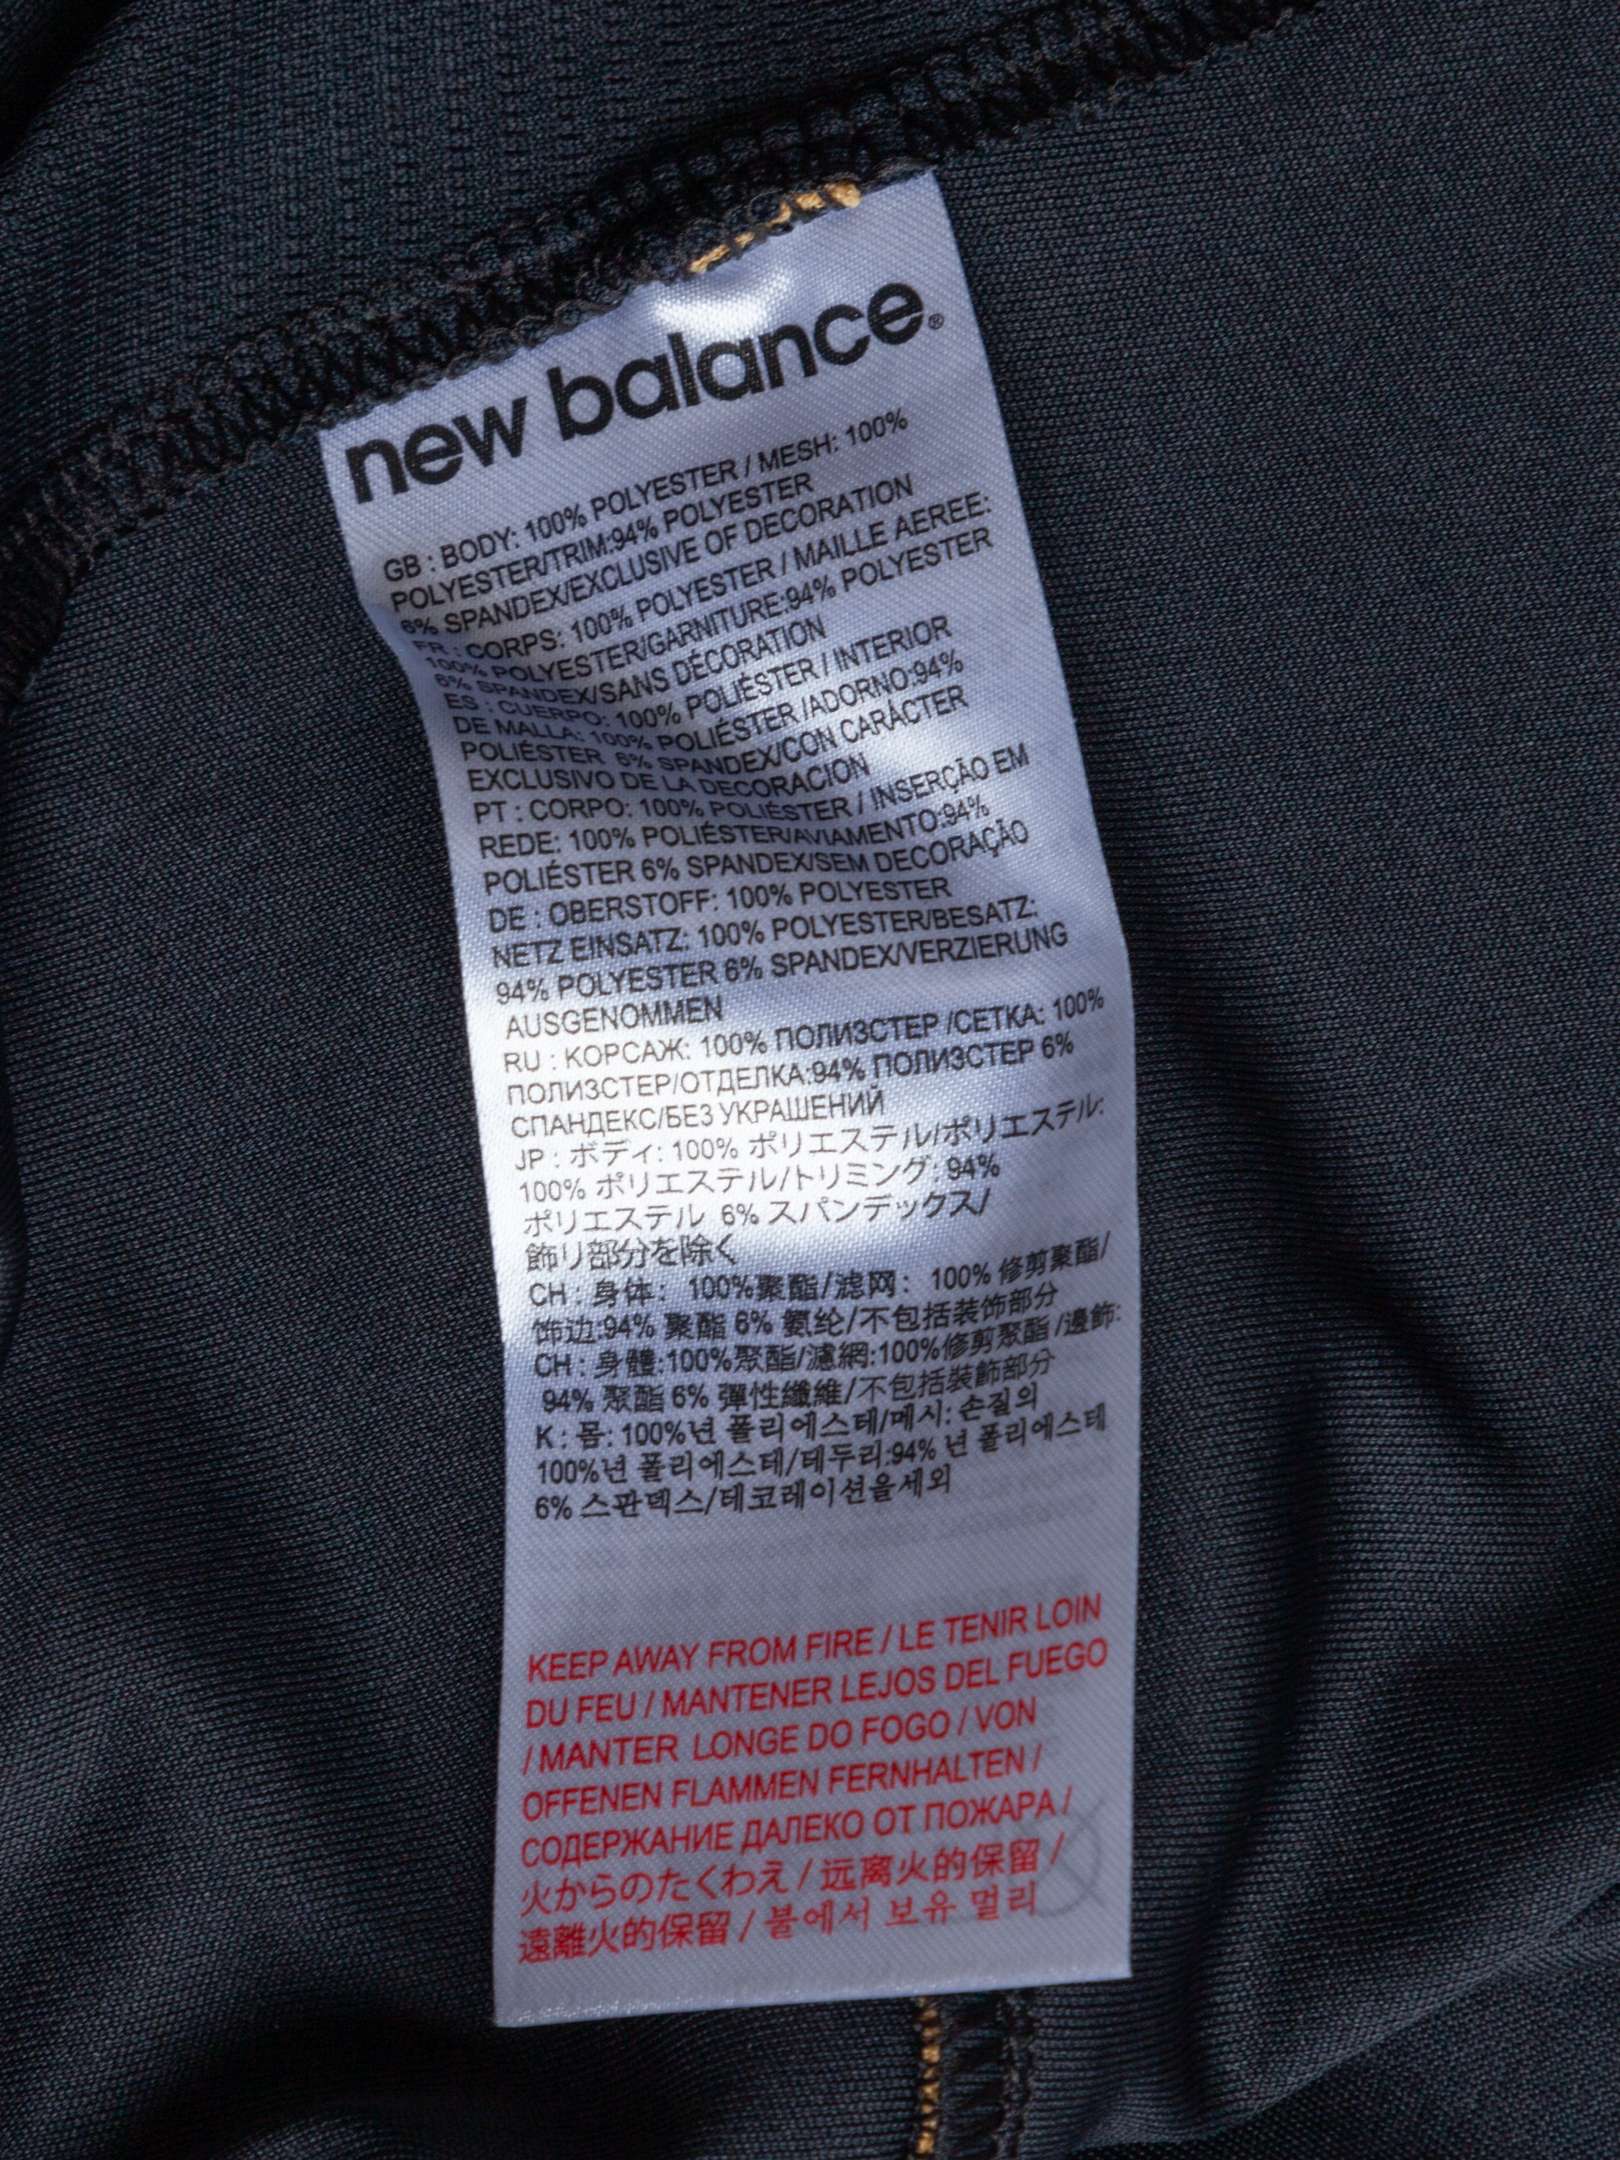 new balance®
GB : BODY: 100% POLYESTER / MESH: 100%
POLYESTER/TRIM:94% POLYESTER
6% SPANDEX/EXCLUSIVE OF DECORATION
FR : CORPS: 100% POLYESTER / MAILLE AEREE:
100% POLYESTER/GARNITURE:94% POLYESTER
6% SPANDEX/SANS DÉCORATION
ES : CUERPO: 100% POLIÉSTER / INTERIOR
DE MALLA: 100% POLIÉSTER /ADORNO:94%
POLIÉSTER 6% SPANDEX/CON CARÁCTER
EXCLUSIVO DE LA DECORACION
PT : CORPO: 100% POLIÉSTER / INSERÇÃO EM
REDE: 100% POLIÉSTER/AVIAMENTO:94%
POLIÉSTER 6% SPANDEX/SEM DECORAÇÃO
DE : OBERSTOFF: 100% POLYESTER
NETZ EINSATZ: 100% POLYESTER/BESATZ:
94% POLYESTER 6% SPANDEX/VERZIERUNG
AUSGENOMMEN
RU : КОРСАЖ: 100% ПОЛИЗСТЕР /СЕТКА: 100%
ПОЛИЗСТЕР/ОТДЕЛКА:94% ПОЛИЗСТЕР 6%
СПАНДЕКС/БЕЗ УКРАШЕНИЙ
JP : ボディ: 100% ポリエステル/ポリエステル:
100% ポリエステル/トリミング: 94%
ポリエステル 6% スパンデックス/
飾り部分を除く
CH : 身体： 100%聚酯/滤网： 100% 修剪聚酯/
饰边:94% 聚酯 6% 氨纶/不包括装饰部分
CH : 身體:100%聚酯/濾網:100%修剪聚酯 /邊飾:
94% 聚酯 6% 彈性纖維/不包括裝飾部分
K : 몸: 100%년 폴리에스테/메시: 손질의
100%년 폴리에스테/테두리:94% 년 폴리에스테
6% 스판덱스/테코레이션을세외
KEEP AWAY FROM FIRE / LE TENIR LOIN
DU FEU / MANTENER LEJOS DEL FUEGO
/ MANTER LONGE DO FOGO / VON
OFFENEN FLAMMEN FERNHALTEN /
СОДЕРЖАНИЕ ДАЛЕКО ОТ ПОЖАРА /
火からのたくわえ / 远离火的保留 /
遠離火的保留 / 불에서 보유 멀리